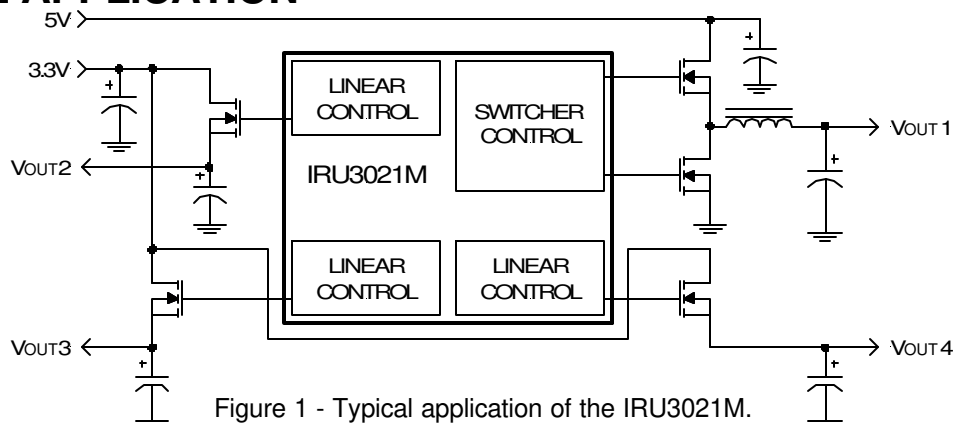 APPLICATION
5V
3.3V
LINEAR
CONTROL
SWITCHER
CONTROL
VOUT1
VOUT2
IRU3021M
LINEAR
CONTROL
LINEAR
CONTROL
VOUT3
VOUT4
Figure 1 - Typical application of the IRU3021M.